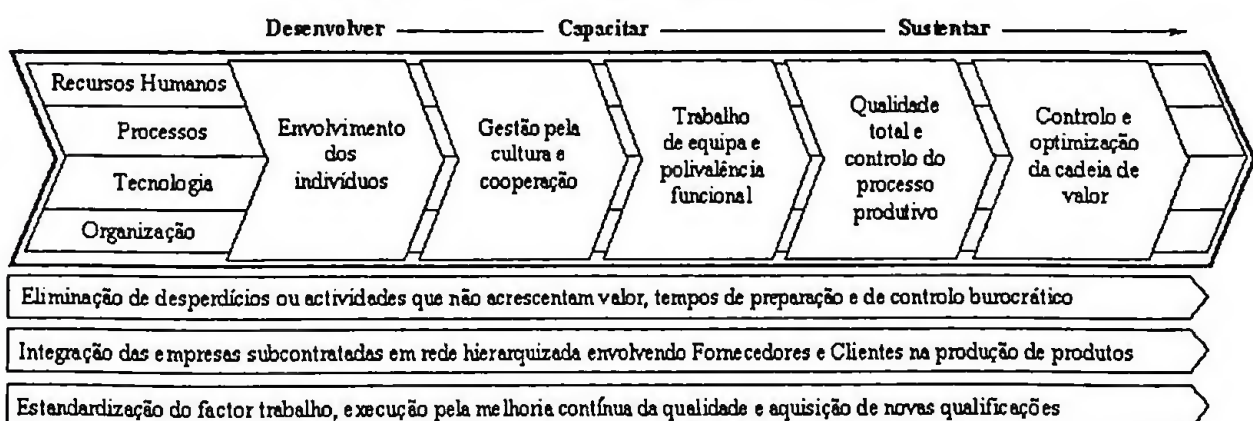 Desenvolver Capacitar Sustentar
Recursos Humanos
Processos
Tecnologia
Organização
Envolvimento
dos
indivíduos
Gestão pela
cultura e
cooperação
Trabalho
de equipa e
polivalência
funcional
Qualidade
total e
controlo do
processo
produtivo
Controlo e
optimização
da cadeia de
valor
Eliminação de desperdícios ou actividades que não acrescentam valor, tempos de preparação e de controlo burocrático
Integração das empresas subcontratadas em rede hierarquizada envolvendo Fornecedores e Clientes na produção de produtos
Estandardização do factor trabalho, execução pela melhoria contínua da qualidade e aquisição de novas qualificações